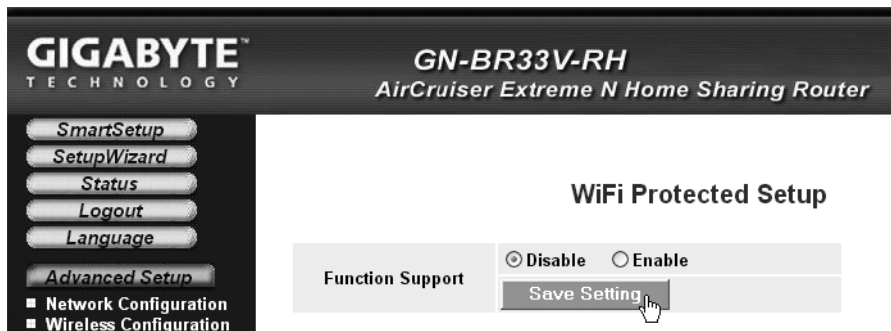 GIGABYTE™
TECHNOLOGY
GN-BR33V-RH
AirCruiser Extreme N Home Sharing Router
SmartSetup
SetupWizard
Status
Logout
Language
Advanced Setup
Network Configuration
Wireless Configuration
WiFi Protected Setup
Function Support
Disable Enable
Save Setting